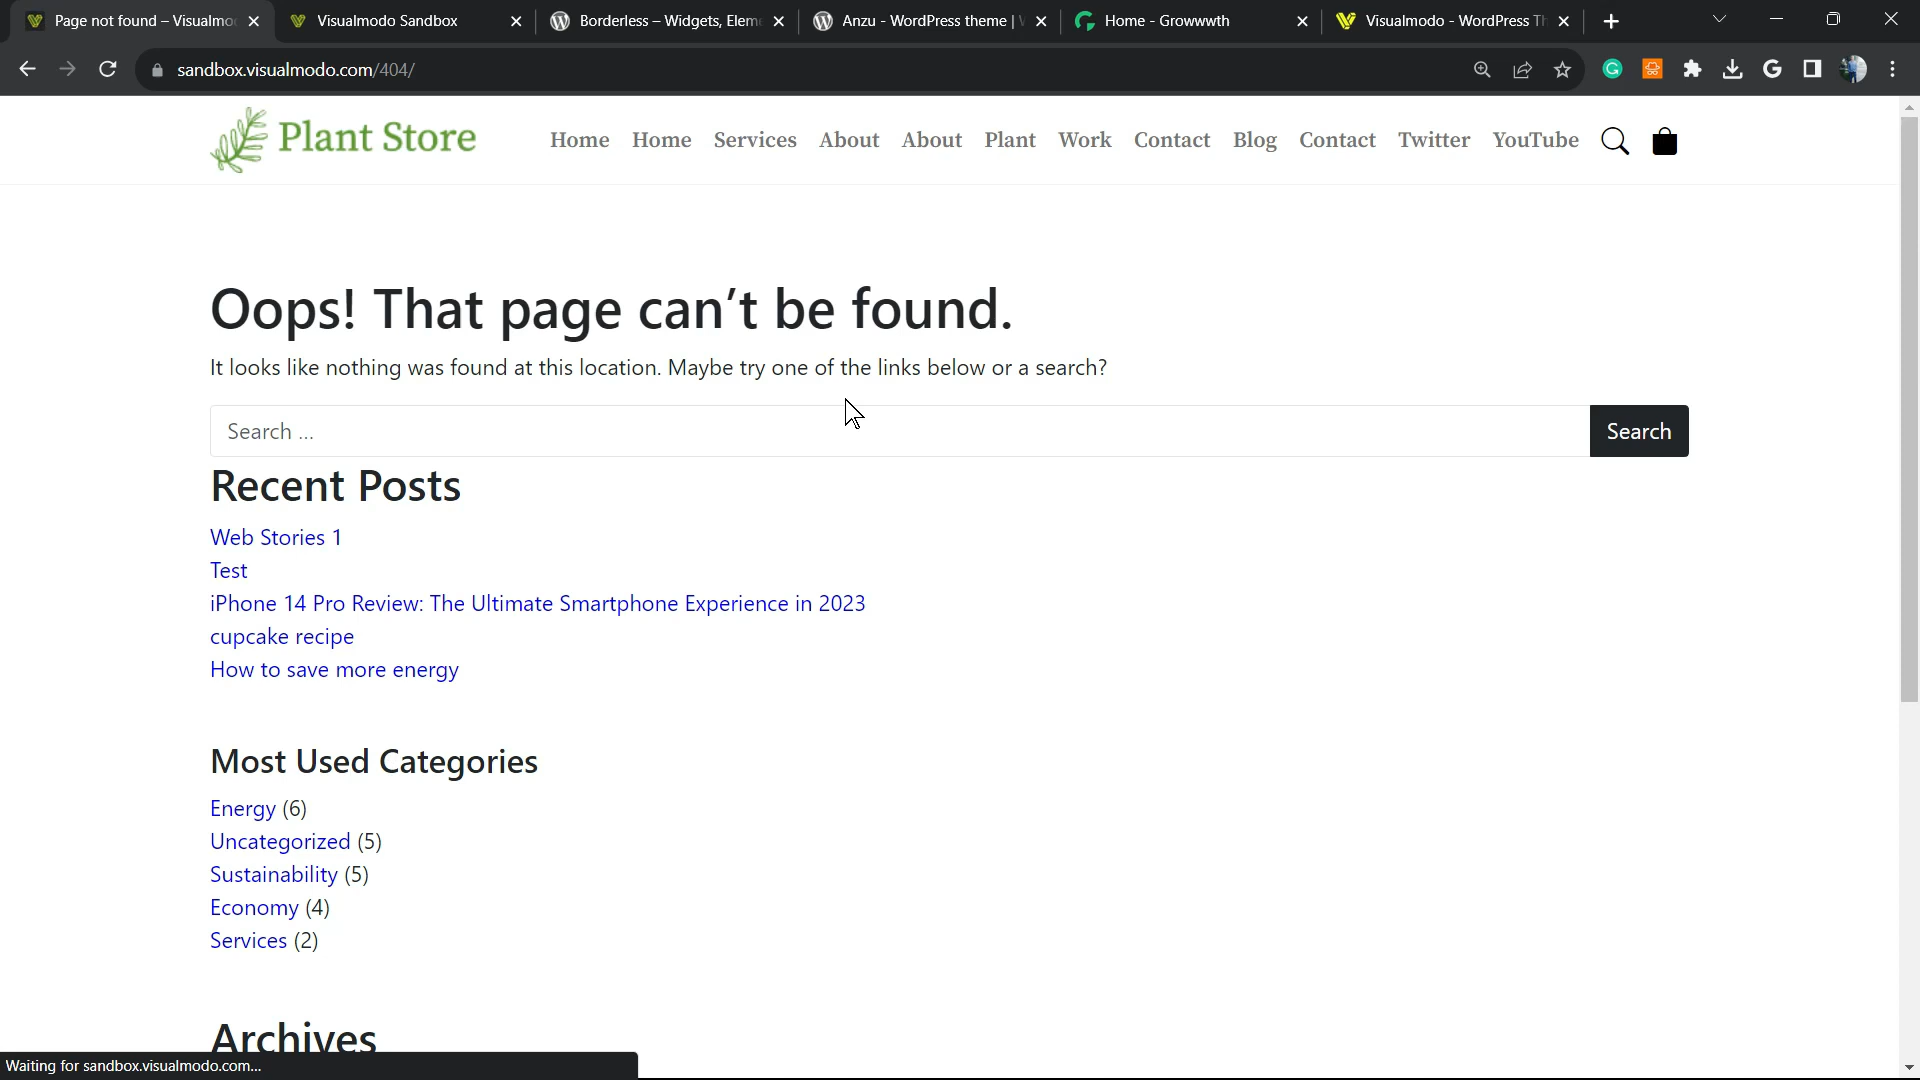 Page not found – Visualmo
Visualmodo Sandbox
Borderless – Widgets, Elem
Anzu - WordPress theme |
Home - Growwwth
Visualmodo - WordPress Th
sandbox.visualmodo.com/404/
Plant Store
Home Home Services About About Plant Work Contact Blog Contact Twitter YouTube
Oops! That page can’t be found.
It looks like nothing was found at this location. Maybe try one of the links below or a search?
Search …
Search
Recent Posts
Web Stories 1
Test
iPhone 14 Pro Review: The Ultimate Smartphone Experience in 2023
cupcake recipe
How to save more energy
Most Used Categories
Energy (6)
Uncategorized (5)
Sustainability (5)
Economy (4)
Services (2)
Archives
Waiting for sandbox.visualmodo.com...